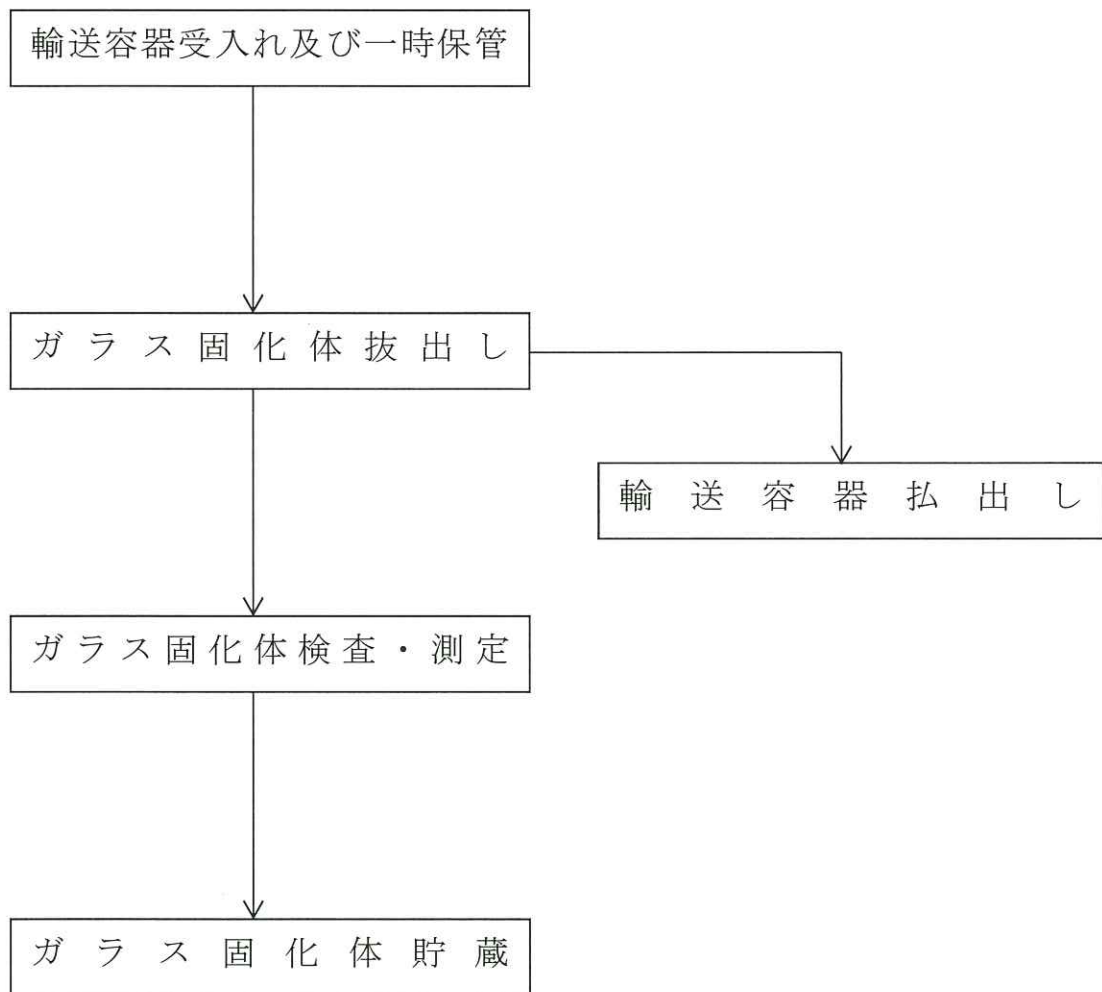 輸送容器受入れ及び一時保管
ガラス固化体抜出し
輸送容器払出し
ガラス固化体検査・測定
ガラス固化体貯蔵